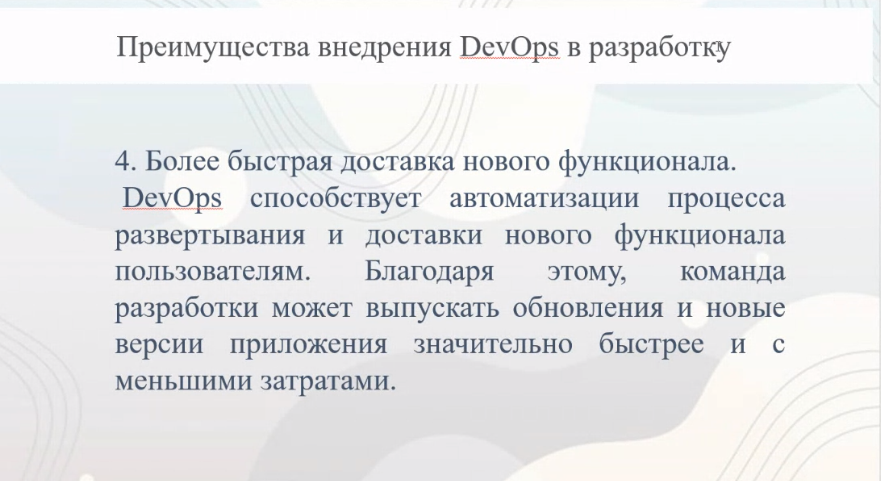 Преимущества внедрения DevOps в разработку
4. Более быстрая доставка нового функционала.
DevOps способствует автоматизации процесса
развертывания и доставки нового функционала
пользователям. Благодаря этому, команда
разработки может выпускать обновления и новые
версии приложения значительно быстрее и с
меньшими затратами.